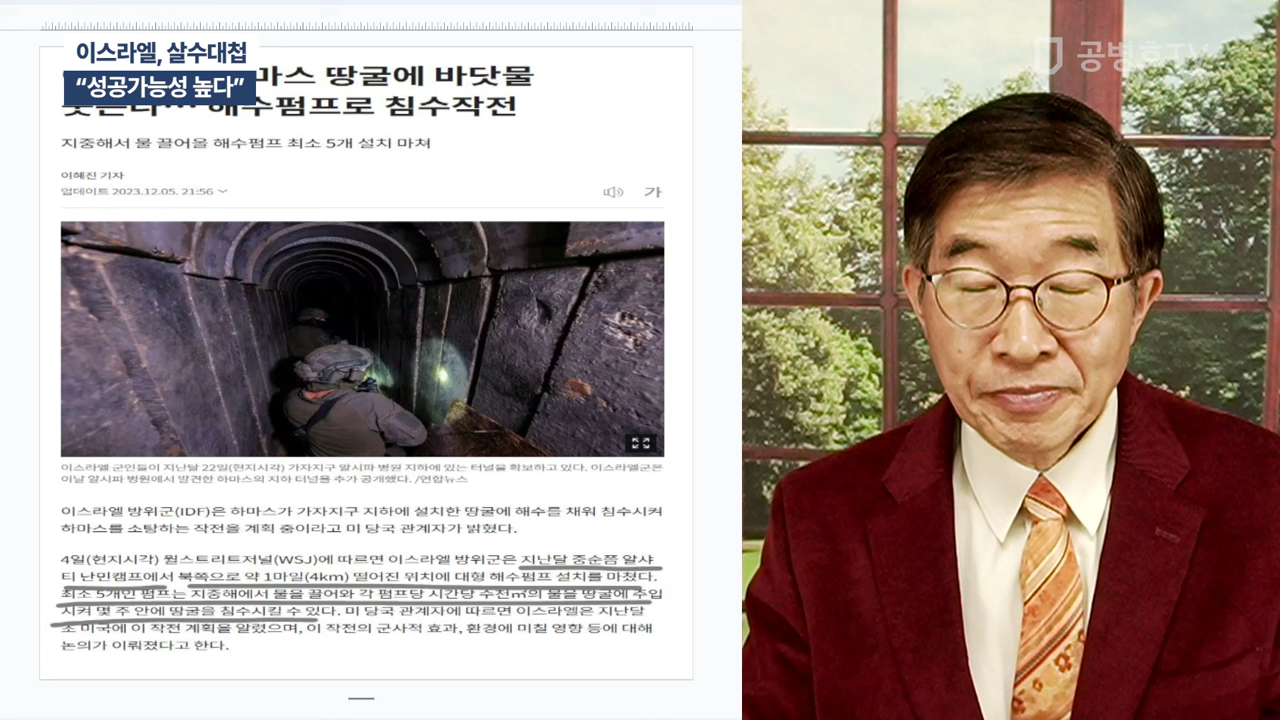 이스라엘, 살수대첩
“성공가능성 높다”
마스 땅굴에 바닷물
해수펌프로 침수작전
지중해서 물 끌어올 해수펌프 최소 5개 설치 마쳐
이혜진 기자
업데이트 2023.12.05. 21:56
가
이스라엘 군인들이 지난달 22일(현지시각) 가자지구 알시파 병원 지하에 있는 터널을 확보하고 있다. 이스라엘군은
이날 알시파 병원에서 발견한 하마스의 지하 터널를 추가 공개했다. /연합뉴스
이스라엘 방위군(IDF)은 하마스가 가자지구 지하에 설치한 땅굴에 해수를 채워 침수시켜
하마스를 소탕하는 작전을 계획 중이라고 미 당국 관계자가 밝혔다.
4일(현지시각) 월스트리트저널(WSJ)에 따르면 이스라엘 방위군은 지난달 중순쯤 알샤
티 난민캠프에서 북쪽으로 약 1마일(4km) 떨어진 위치에 대형 해수펌프 설치를 마쳤다.
최소 5개인 펌프는 지중해에서 물을 끌어와 각 펌프당 시간당 수천㎥의 물을 땅굴에 주입
시켜 몇 주 안에 땅굴을 침수시킬 수 있다. 미 당국 관계자에 따르면 이스라엘은 지난달
초 미국에 이 작전 계획을 알렸으며, 이 작전의 군사적 효과, 환경에 미칠 영향 등에 대해
논의가 이뤄졌다고 한다.
공병호TV